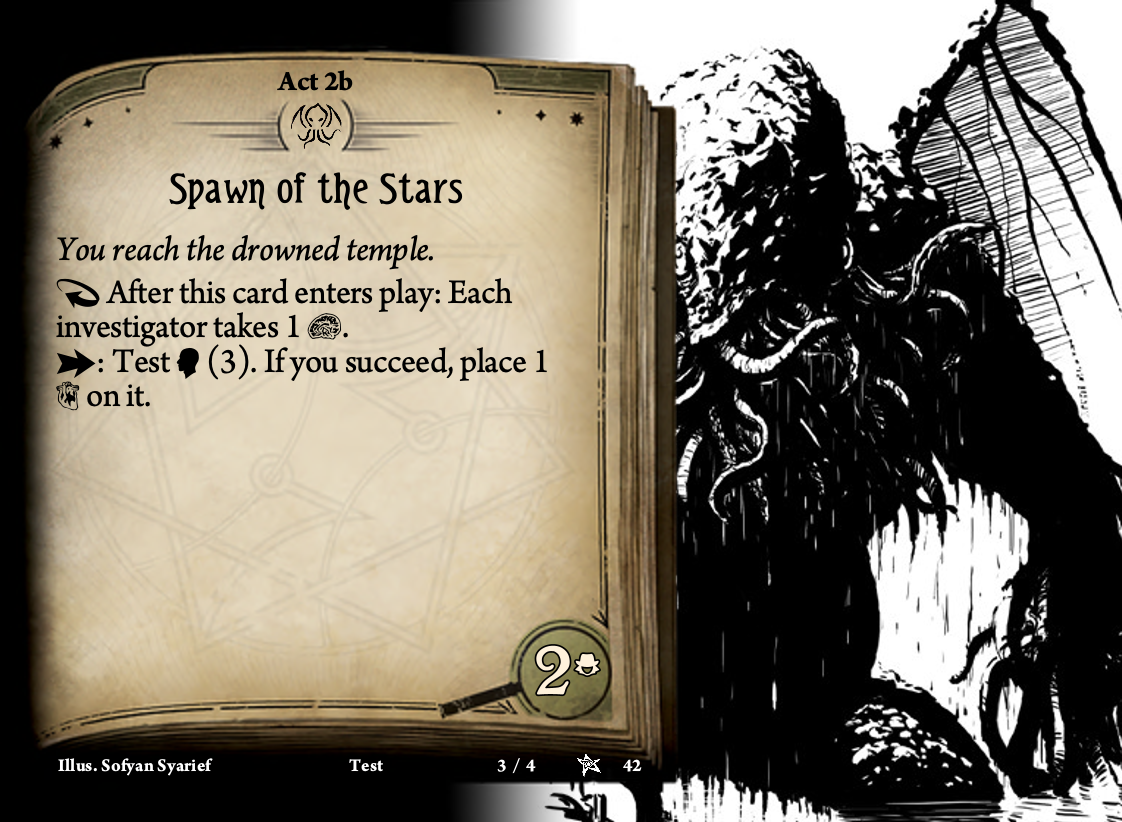 Act 2b
Spawn of the Stars
You reach the drowned temple.
After this card enters play: Each
investigator takes 1 .
: Test (3). If you succeed, place 1
on it.
2
Illus. Sofyan Syarief Test 3 / 4 42